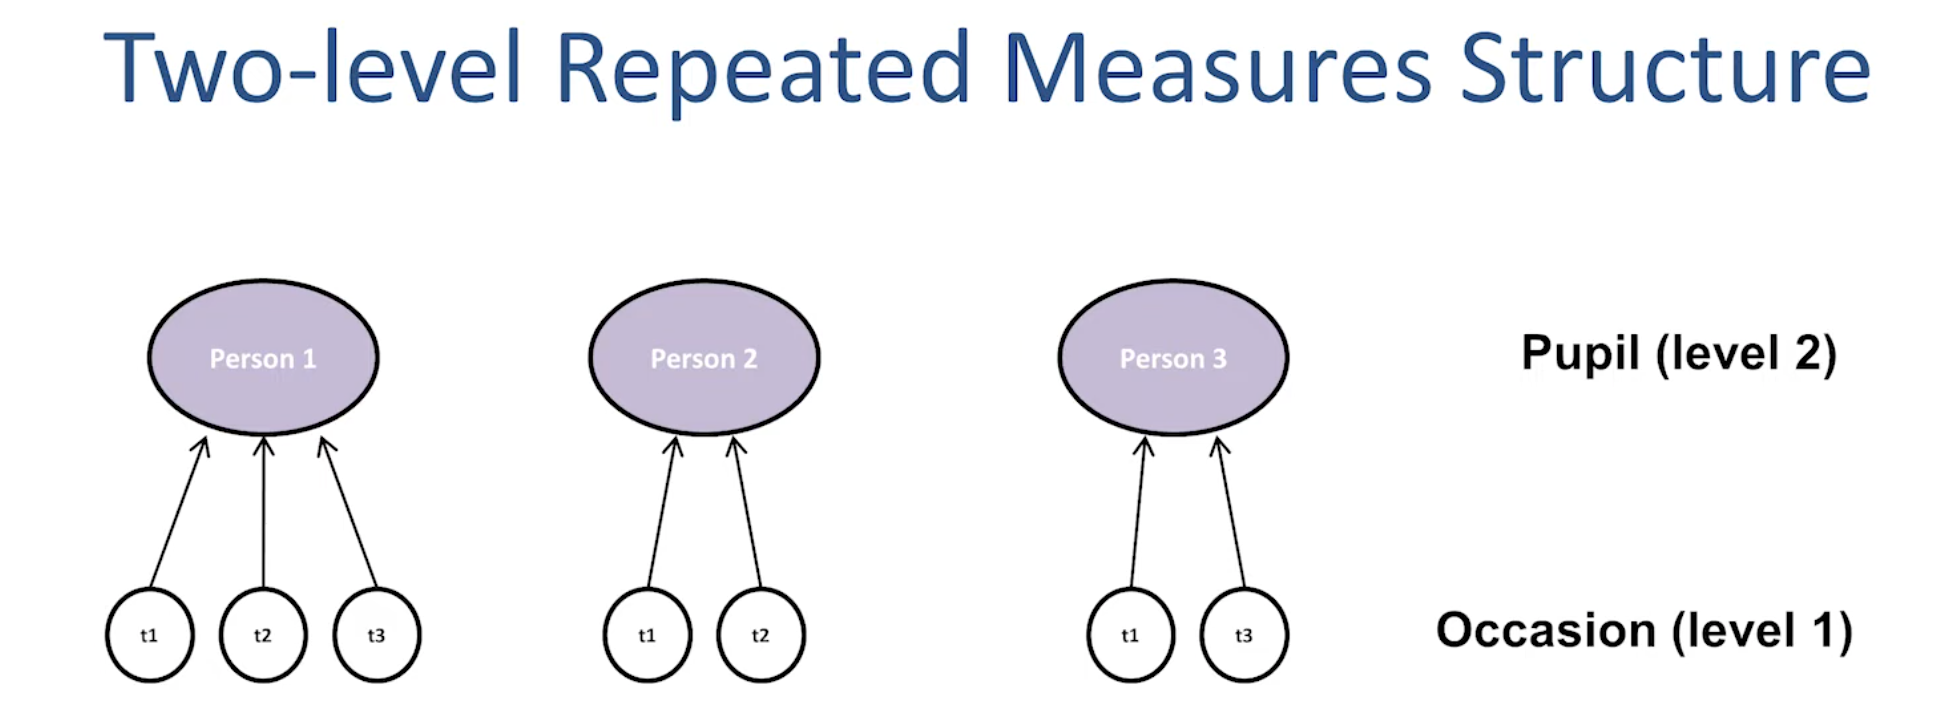 Two-level Repeated Measures Structure
Person 1 Person 2 Person 3 Pupil (level 2)
t1 t2 t3 t1 t2 t1 t3 Occasion (level 1)